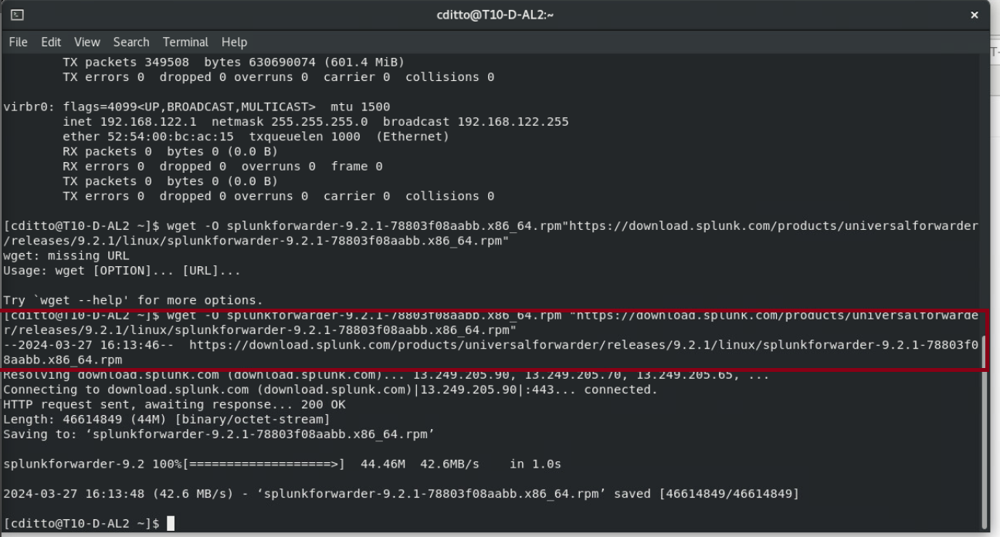 cditto@T10-D-AL2:~
File Edit View Search Terminal Help
TX packets 349508 bytes 630690074 (601.4 MiB)
TX errors 0 dropped 0 overruns 0 carrier 0 collisions 0
virbr0: flags=4099<UP,BROADCAST,MULTICAST> mtu 1500
inet 192.168.122.1 netmask 255.255.255.0 broadcast 192.168.122.255
ether 52:54:00:bc:ac:15 txqueuelen 1000 (Ethernet)
RX packets 0 bytes 0 (0.0 B)
RX errors 0 dropped 0 overruns 0 frame 0
TX packets 0 bytes 0 (0.0 B)
TX errors 0 dropped 0 overruns 0 carrier 0 collisions 0
[cditto@T10-D-AL2 ~]$ wget -O splunkforwarder-9.2.1-78803f08aabb.x86_64.rpm"https://download.splunk.com/products/universalforwarder
/releases/9.2.1/linux/splunkforwarder-9.2.1-78803f08aabb.x86_64.rpm"
wget: missing URL
Usage: wget [OPTION]... [URL]...
Try `wget --help' for more options.
[cditto@T10-D-AL2 ~]$ wget -O splunkforwarder-9.2.1-78803f08aabb.x86_64.rpm "https://download.splunk.com/products/universalforwarde
r/releases/9.2.1/linux/splunkforwarder-9.2.1-78803f08aabb.x86_64.rpm"
--2024-03-27 16:13:46-- https://download.splunk.com/products/universalforwarder/releases/9.2.1/linux/splunkforwarder-9.2.1-78803f0
8aabb.x86_64.rpm
Resolving download.splunk.com (download.splunk.com)... 13.249.205.90, 13.249.205.70, 13.249.205.65, ...
Connecting to download.splunk.com (download.splunk.com)|13.249.205.90|:443... connected.
HTTP request sent, awaiting response... 200 OK
Length: 46614849 (44M) [binary/octet-stream]
Saving to: ‘splunkforwarder-9.2.1-78803f08aabb.x86_64.rpm’
splunkforwarder-9.2 100%[===================>] 44.46M 42.6MB/s in 1.0s
2024-03-27 16:13:48 (42.6 MB/s) - ‘splunkforwarder-9.2.1-78803f08aabb.x86_64.rpm’ saved [46614849/46614849]
[cditto@T10-D-AL2 ~]$